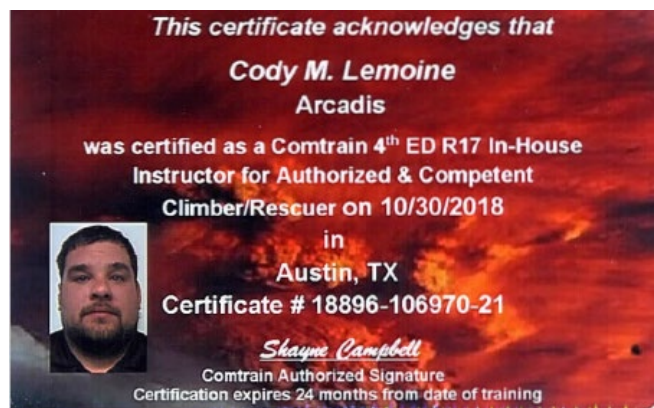 This certificate acknowledges that
Cody M. Lemoine
Arcadis
was certified as a Comtrain 4th ED R17 In-House
Instructor for Authorized & Competent
Climber/Rescuer on 10/30/2018
in
Austin, TX
Certificate # 18896-106970-21
Shayne Campbell
Comtrain Authorized Signature
Certification expires 24 months from date of training